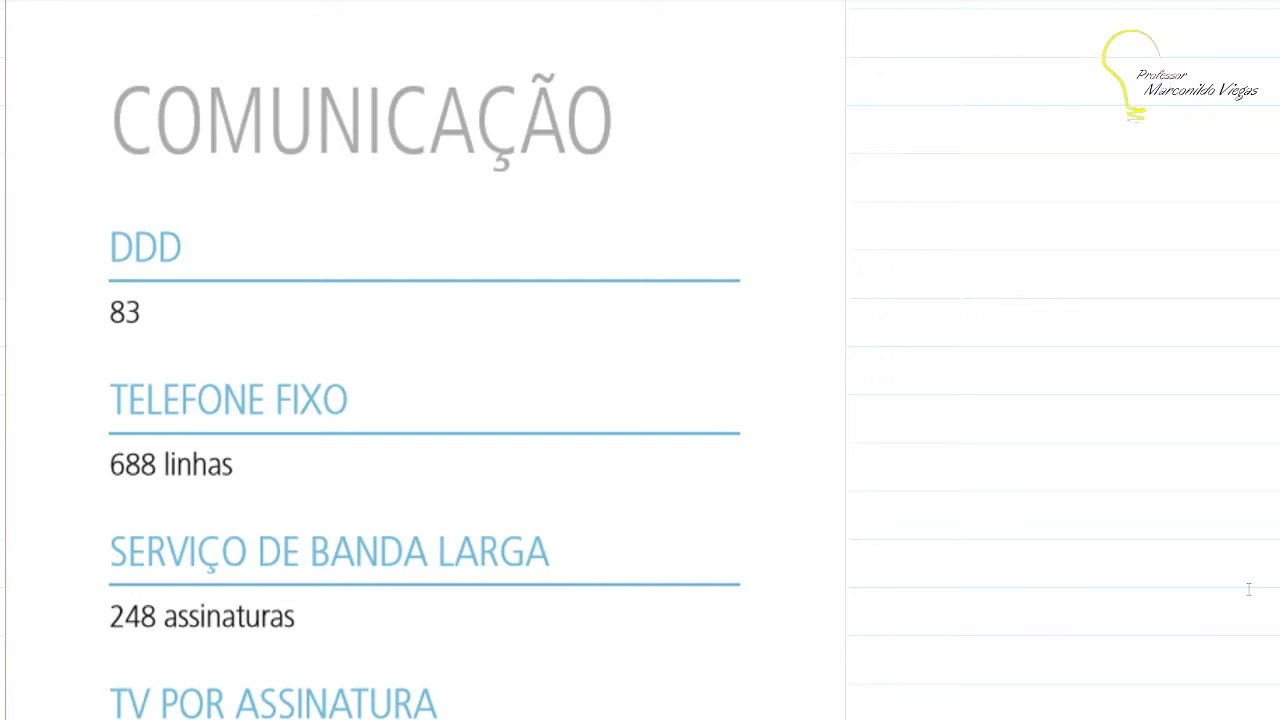 COMUNICAÇÃO
Professor
Marconildo Viegas
DDD
83
TELEFONE FIXO
688 linhas
SERVIÇO DE BANDA LARGA
248 assinaturas
TV POR ASSINATURA